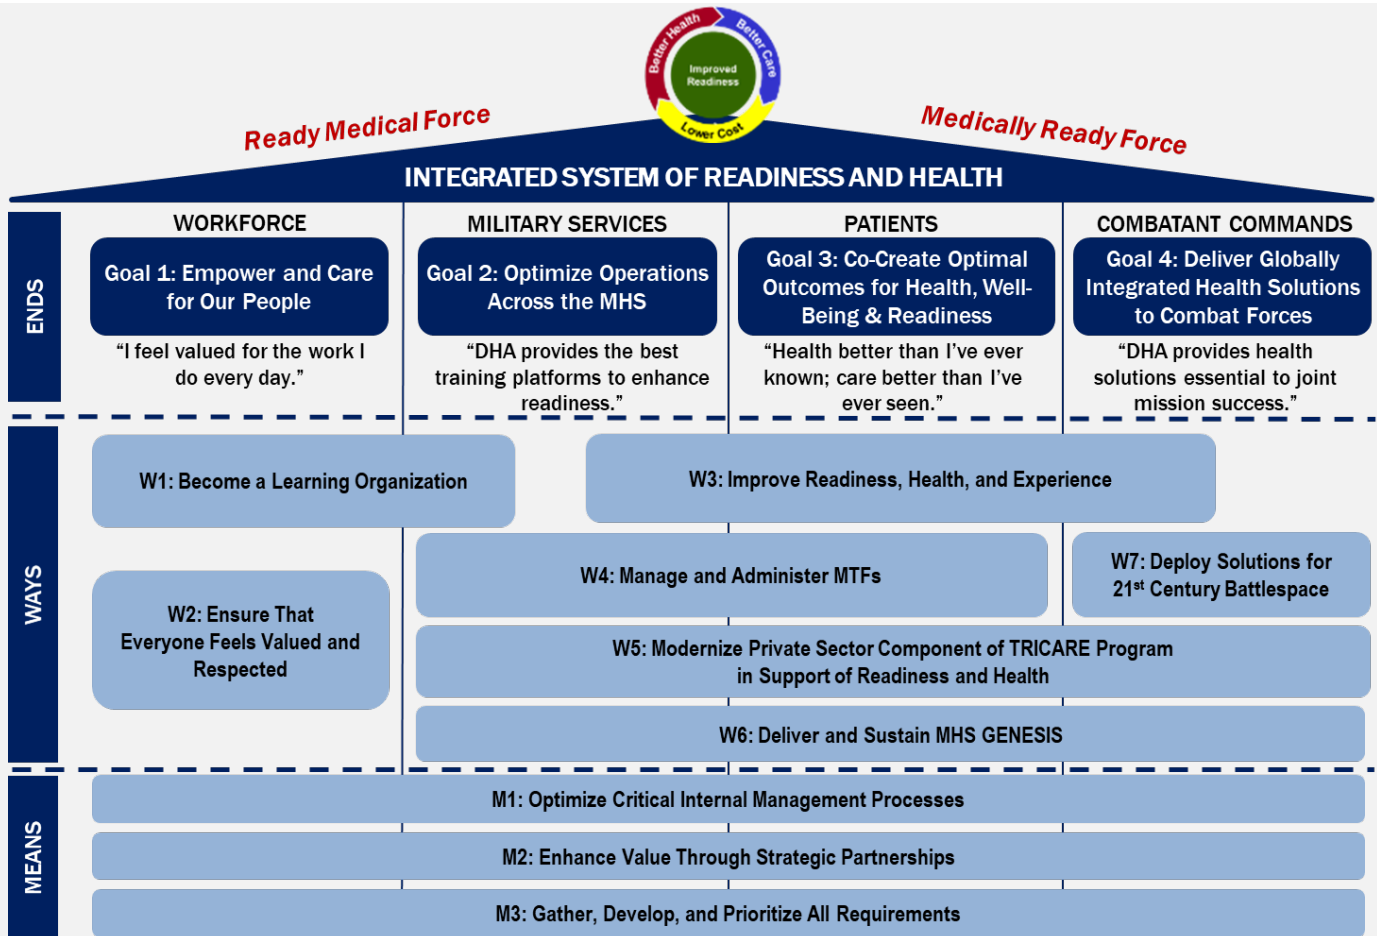 Better Health
Better Care
Improved
Readiness
Lower Cost
Ready Medical Force
Medically Ready Force
INTEGRATED SYSTEM OF READINESS AND HEALTH
ENDS
WORKFORCE
Goal 1: Empower and Care
for Our People
“I feel valued for the work I
do every day.”
MILITARY SERVICES
Goal 2: Optimize Operations
Across the MHS
“DHA provides the best
training platforms to enhance
readiness.”
PATIENTS
Goal 3: Co-Create Optimal
Outcomes for Health, Well-
Being & Readiness
“Health better than I’ve ever
known; care better than I’ve
ever seen.”
COMBATANT COMMANDS
Goal 4: Deliver Globally
Integrated Health Solutions
to Combat Forces
“DHA provides health
solutions essential to joint
mission success.”
WAYS
W1: Become a Learning Organization
W2: Ensure That
Everyone Feels Valued and
Respected
W3: Improve Readiness, Health, and Experience
W4: Manage and Administer MTFs
W7: Deploy Solutions for
21st Century Battlespace
W5: Modernize Private Sector Component of TRICARE Program
in Support of Readiness and Health
W6: Deliver and Sustain MHS GENESIS
MEANS
M1: Optimize Critical Internal Management Processes
M2: Enhance Value Through Strategic Partnerships
M3: Gather, Develop, and Prioritize All Requirements